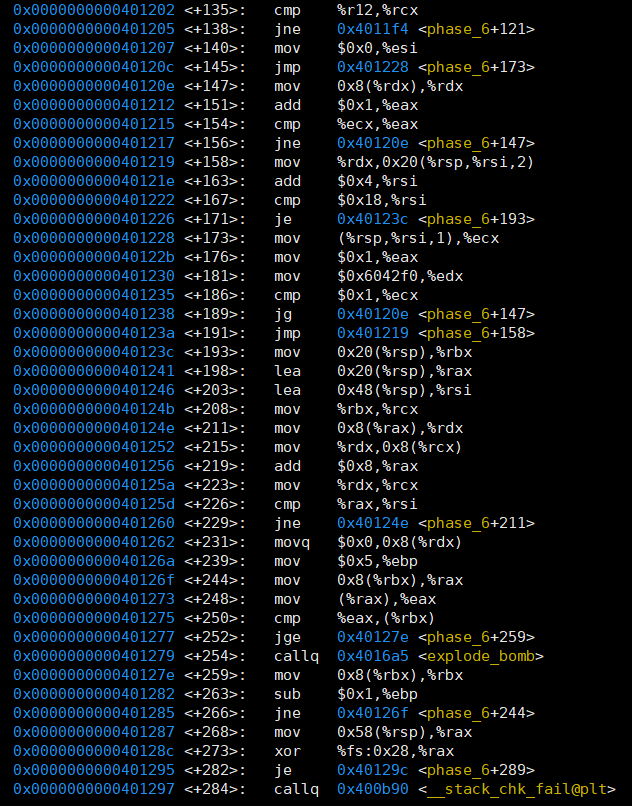 0x0000000000401202 <+135>: cmp %r12,%rcx
0x0000000000401205 <+138>: jne 0x4011f4 <phase_6+121>
0x0000000000401207 <+140>: mov $0x0,%esi
0x000000000040120c <+145>: jmp 0x401228 <phase_6+173>
0x000000000040120e <+147>: mov 0x8(%rdx),%rdx
0x0000000000401212 <+151>: add $0x1,%eax
0x0000000000401215 <+154>: cmp %ecx,%eax
0x0000000000401217 <+156>: jne 0x40120e <phase_6+147>
0x0000000000401219 <+158>: mov %rdx,0x20(%rsp,%rsi,2)
0x000000000040121e <+163>: add $0x4,%rsi
0x0000000000401222 <+167>: cmp $0x18,%rsi
0x0000000000401226 <+171>: je 0x40123c <phase_6+193>
0x0000000000401228 <+173>: mov (%rsp,%rsi,1),%ecx
0x000000000040122b <+176>: mov $0x1,%eax
0x0000000000401230 <+181>: mov $0x6042f0,%edx
0x0000000000401235 <+186>: cmp $0x1,%ecx
0x0000000000401238 <+189>: jg 0x40120e <phase_6+147>
0x000000000040123a <+191>: jmp 0x401219 <phase_6+158>
0x000000000040123c <+193>: mov 0x20(%rsp),%rbx
0x0000000000401241 <+198>: lea 0x20(%rsp),%rax
0x0000000000401246 <+203>: lea 0x48(%rsp),%rsi
0x000000000040124b <+208>: mov %rbx,%rcx
0x000000000040124e <+211>: mov 0x8(%rax),%rdx
0x0000000000401252 <+215>: mov %rdx,0x8(%rcx)
0x0000000000401256 <+219>: add $0x8,%rax
0x000000000040125a <+223>: mov %rdx,%rcx
0x000000000040125d <+226>: cmp %rax,%rsi
0x0000000000401260 <+229>: jne 0x40124e <phase_6+211>
0x0000000000401262 <+231>: movq $0x0,0x8(%rdx)
0x000000000040126a <+239>: mov $0x5,%ebp
0x000000000040126f <+244>: mov 0x8(%rbx),%rax
0x0000000000401273 <+248>: mov (%rax),%eax
0x0000000000401275 <+250>: cmp %eax,(%rbx)
0x0000000000401277 <+252>: jge 0x40127e <phase_6+259>
0x0000000000401279 <+254>: callq 0x4016a5 <explode_bomb>
0x000000000040127e <+259>: mov 0x8(%rbx),%rbx
0x0000000000401282 <+263>: sub $0x1,%ebp
0x0000000000401285 <+266>: jne 0x40126f <phase_6+244>
0x0000000000401287 <+268>: mov 0x58(%rsp),%rax
0x000000000040128c <+273>: xor %fs:0x28,%rax
0x0000000000401295 <+282>: je 0x40129c <phase_6+289>
0x0000000000401297 <+284>: callq 0x400b90 <__stack_chk_fail@plt>